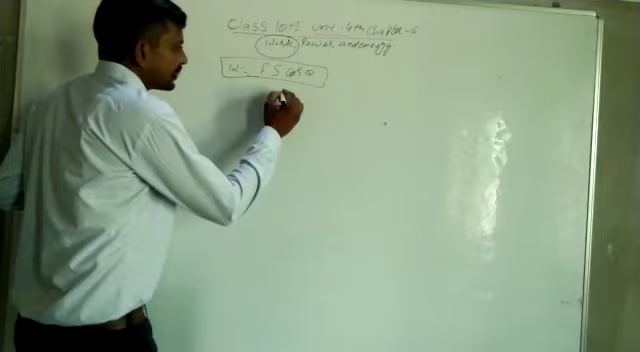 Class 10+1 unit :- 4th Chapter - 6
Work Power and energy
W = F S Cos θ